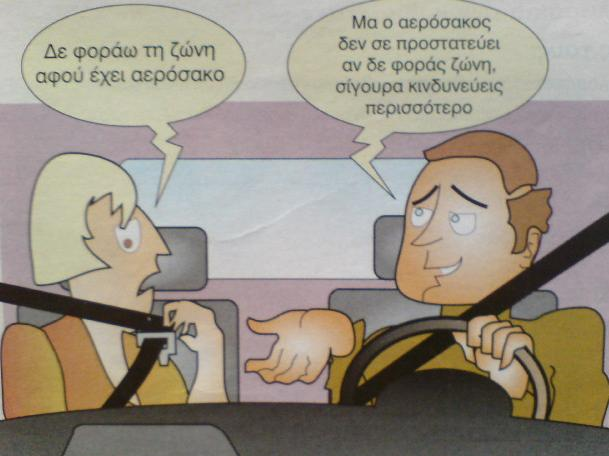 Δε φοράω τη ζώνη
αφού έχει αερόσακο
Μα ο αερόσακος
δεν σε προστατεύει
αν δε φοράς ζώνη,
σίγουρα κινδυνεύεις
περισσότερο